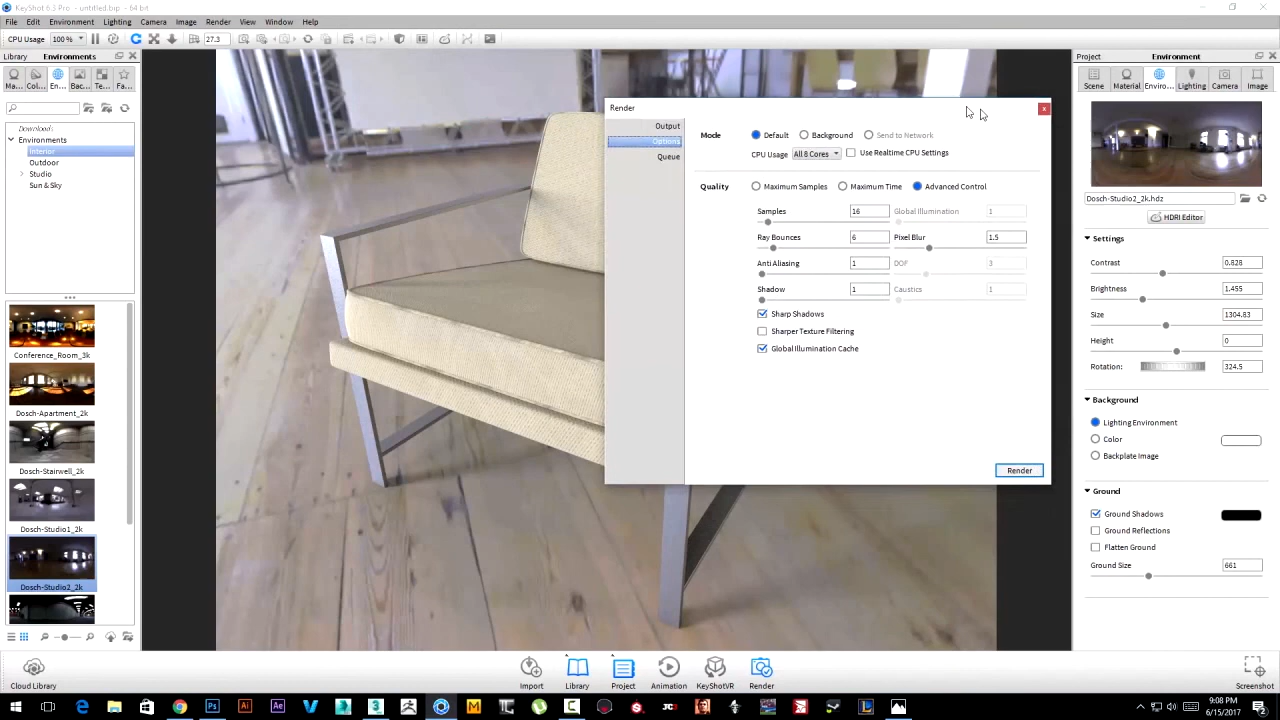 KeyShot 6.3 Pro - untitled.bip - 64 bit
File Edit Environment Lighting Camera Image Render View Window Help
CPU Usage 100 % 27.3
Library Environments
Ma... Col... En... Bac... Te... Fa...
Downloads
Environments
Interior
Outdoor
Studio
Sun & Sky
Conference_Room_3k
Dosch-Apartment_2k
Dosch-Stairwell_2k
Dosch-Studio1_2k
Dosch-Studio2_2k
Render
Output
Options
Queue
Mode Default Background Send to Network
CPU Usage All 8 Cores Use Realtime CPU Settings
Quality Maximum Samples Maximum Time Advanced Control
Samples 16 Global Illumination 1
Ray Bounces 6 Pixel Blur 1.5
Anti Aliasing 1 DOF 3
Shadow 1 Caustics 1
Sharp Shadows
Sharper Texture Filtering
Global Illumination Cache
Render
Project Environment
Scene Material Enviro... Lighting Camera Image
Dosch-Studio2_2k.hdz
HDRI Editor
Settings
Contrast 0.828
Brightness 1.455
Size 1304.83
Height 0
Rotation: 324.5
Background
Lighting Environment
Color
Backplate Image
Ground
Ground Shadows
Ground Reflections
Flatten Ground
Ground Size 661
Cloud Library Import Library Project Animation KeyShotVR Render Screenshot
9:08 PM
6/15/2017